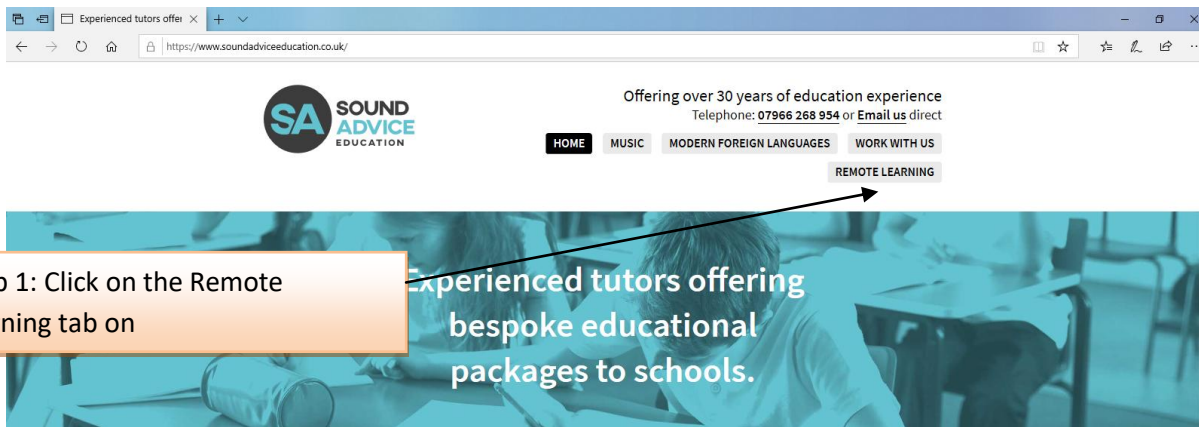 Experienced tutors offer
https://www.soundadviceeducation.co.uk/
SA SOUND
ADVICE
EDUCATION
Offering over 30 years of education experience
Telephone: 07966 268 954 or Email us direct
HOME MUSIC MODERN FOREIGN LANGUAGES WORK WITH US
REMOTE LEARNING
1: Click on the Remote
tab on
Experienced tutors offering
bespoke educational
packages to schools.